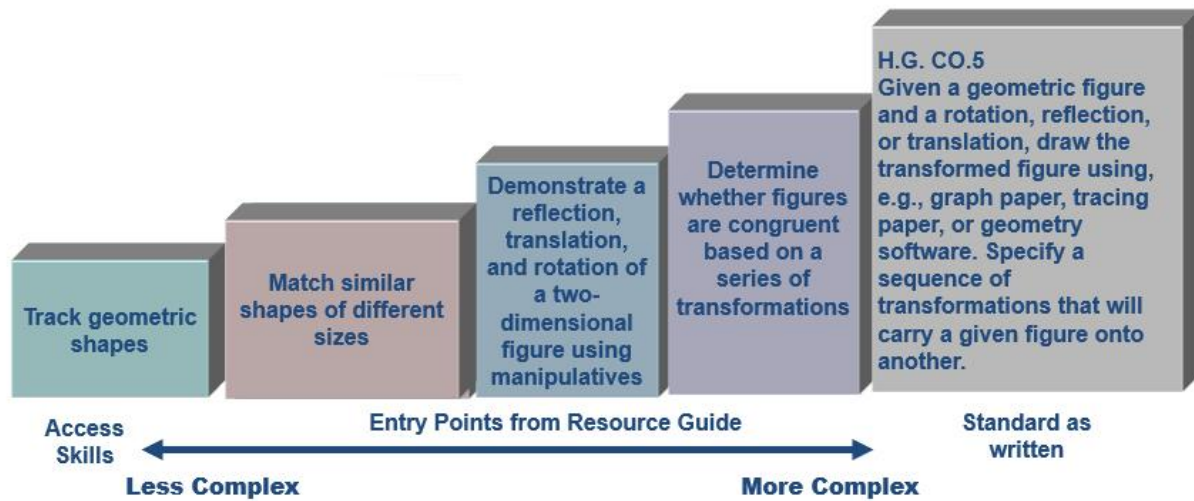 Track geometric
shapes
Match similar
shapes of different
sizes
Demonstrate a
reflection,
translation,
and rotation of
a two-
dimensional
figure using
manipulatives
Determine
whether figures
are congruent
based on a
series of
transformations
H.G. CO.5
Given a geometric figure
and a rotation, reflection,
or translation, draw the
transformed figure using,
e.g., graph paper, tracing
paper, or geometry
software. Specify a
sequence of
transformations that will
carry a given figure onto
another.
Access
Skills
Entry Points from Resource Guide
Standard as
written
Less Complex
More Complex